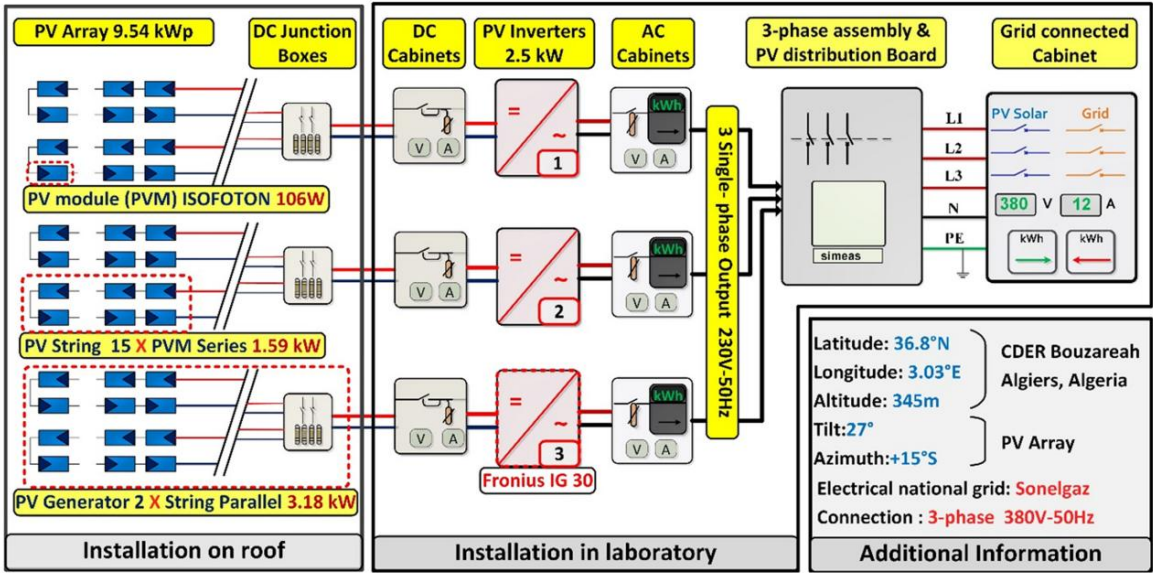 PV Array 9.54 kWp
DC Junction
Boxes
PV module (PVM) ISOFOTON 106W
PV String 15 X PVM Series 1.59 kW
PV Generator 2 X String Parallel 3.18 kW
Installation on roof
DC
Cabinets
PV Inverters
2.5 kW
AC
Cabinets
3-phase assembly &
PV distribution Board
Grid connected
Cabinet
=
~
1
kWh
V
A
V
A
=
~
2
kWh
V
A
V
A
=
~
3
kWh
V
A
V
A
Fronius IG 30
3 Single- phase Output 230V-50Hz
simeas
L1
L2
L3
N
PE
PV Solar
Grid
380 V
12 A
kWh
kWh
Installation in laboratory
Latitude: 36.8°N
Longitude: 3.03°E
Altitude: 345m
CDER Bouzareah
Algiers, Algeria
Tilt:27°
Azimuth:+15°S
PV Array
Electrical national grid: Sonelgaz
Connection : 3-phase 380V-50Hz
Additional Information